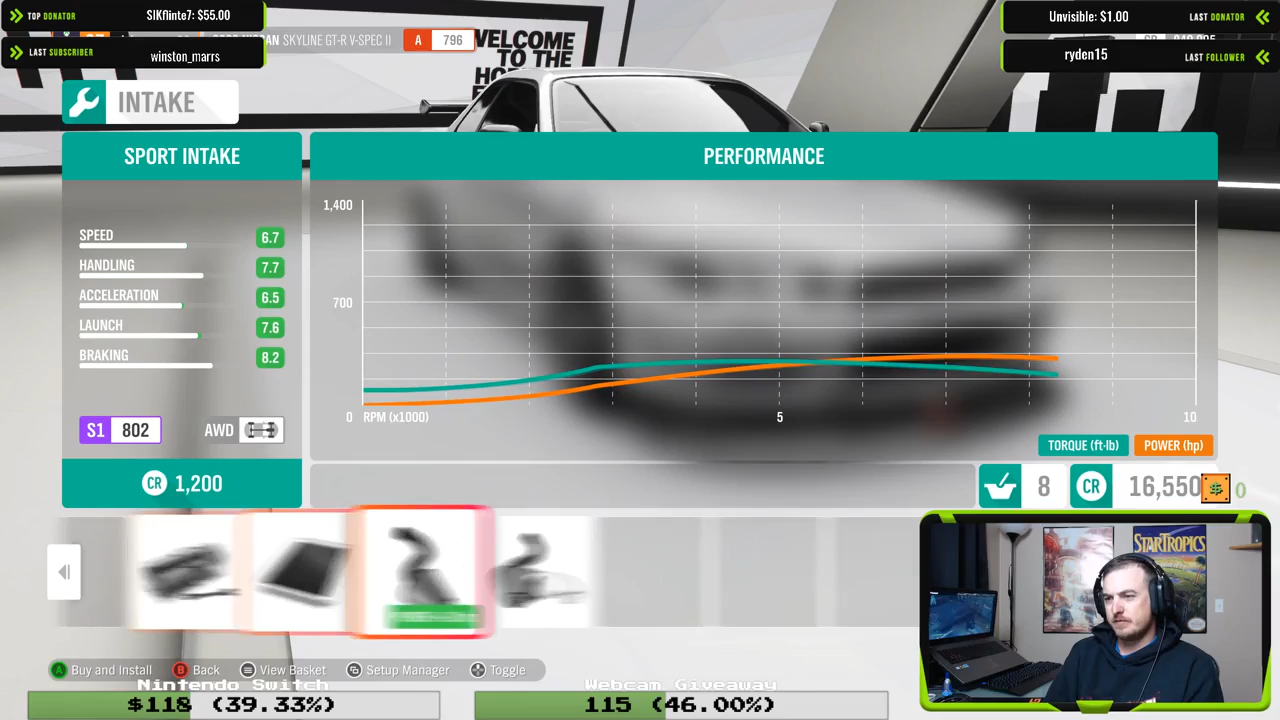 TOP DONATOR
SIKflinte7: $55.00
LAST SUBSCRIBER
winston_marrs
SKYLINE GT-R V-SPEC II
A 796
WELCOME
TO THE
Unvisible: $1.00
LAST DONATOR
ryden15
LAST FOLLOWER
INTAKE
SPORT INTAKE
SPEED 6.7
HANDLING 7.7
ACCELERATION 6.5
LAUNCH 7.6
BRAKING 8.2
S1 802 AWD
CR 1,200
PERFORMANCE
1,400
700
0 RPM (x1000) 5 10
TORQUE (ft·lb) POWER (hp)
8 CR 16,550 $ 0
STARTROPICS
A Buy and Install B Back View Basket Setup Manager Toggle
Nintendo Switch
$118 (39.33%)
Webcam Giveaway
115 (46.00%)